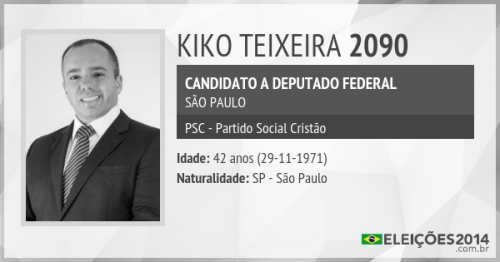 KIKO TEIXEIRA 2090
CANDIDATO A DEPUTADO FEDERAL
SÃO PAULO
PSC - Partido Social Cristão
Idade: 42 anos (29-11-1971)
Naturalidade: SP - São Paulo
ELEIÇÕES2014
.com.br